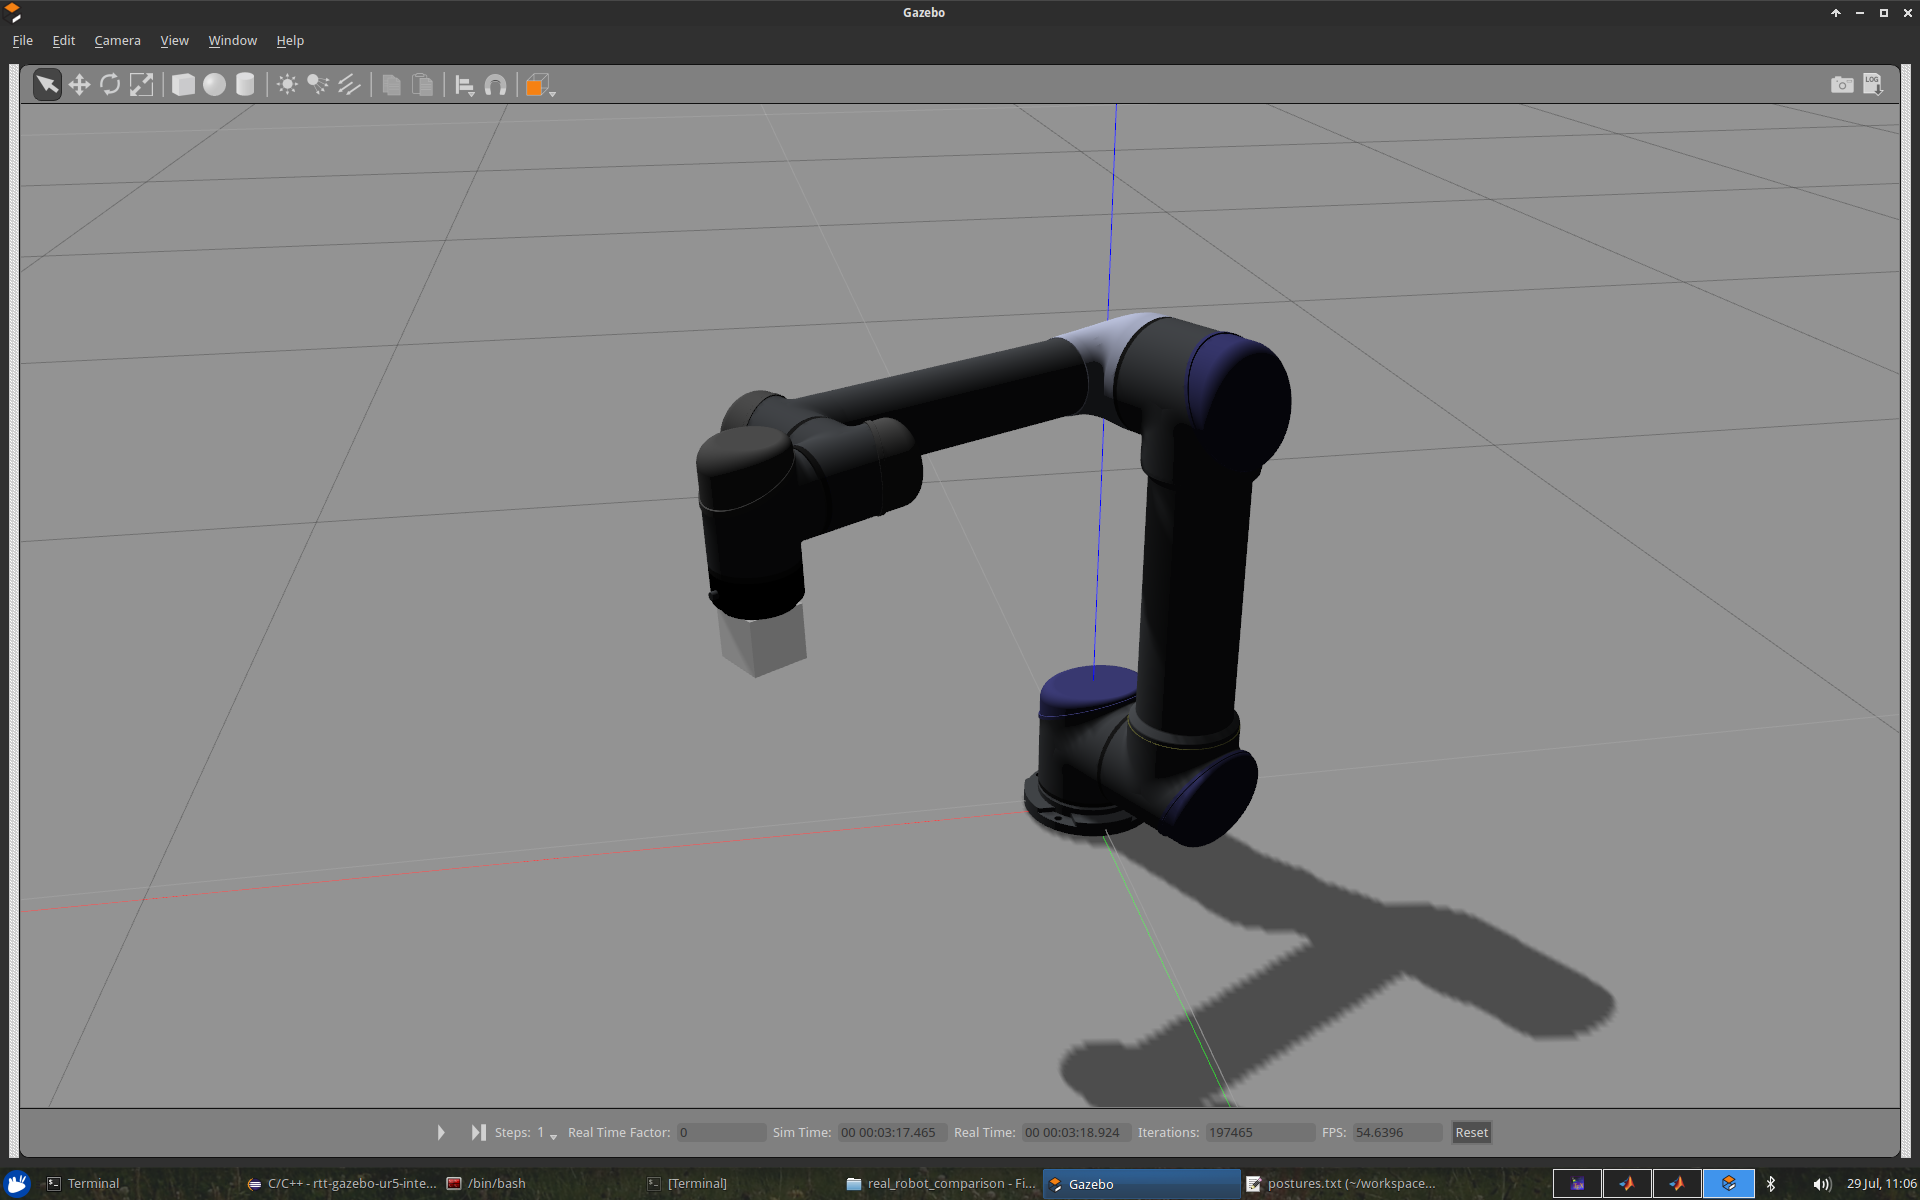 Gazebo
File Edit Camera View Window Help
LOG
Steps: 1 Real Time Factor: 0 Sim Time: 00 00:03:17.465 Real Time: 00 00:03:18.924 Iterations: 197465 FPS: 54.6396 Reset
Terminal C/C++ - rtt-gazebo-ur5-inte... /bin/bash [Terminal] real_robot_comparison - Fi... Gazebo postures.txt (~/workspace... 29 Jul, 11:06